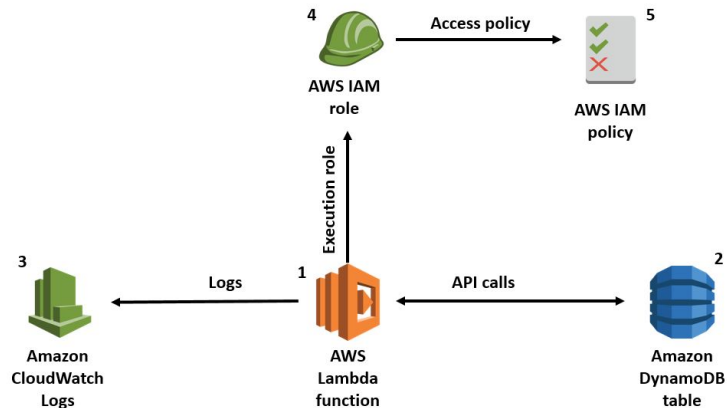 4
Access policy
5
AWS IAM
role
AWS IAM
policy
Execution role
3
Logs
1
API calls
2
Amazon
CloudWatch
Logs
AWS
Lambda
function
Amazon
DynamoDB
table